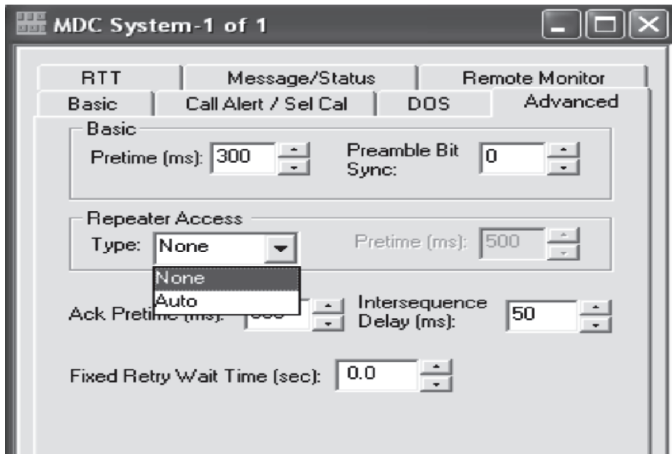 MDC System-1 of 1
RTT Message/Status Remote Monitor
Basic Call Alert / Sel Cal DOS Advanced
Basic
Pretime (ms): 300 Preamble Bit Sync: 0
Repeater Access
Type: None Pretime (ms): 500
None
Auto
Ack Pretime (ms): Intersequence Delay (ms): 50
Fixed Retry Wait Time (sec): 0.0